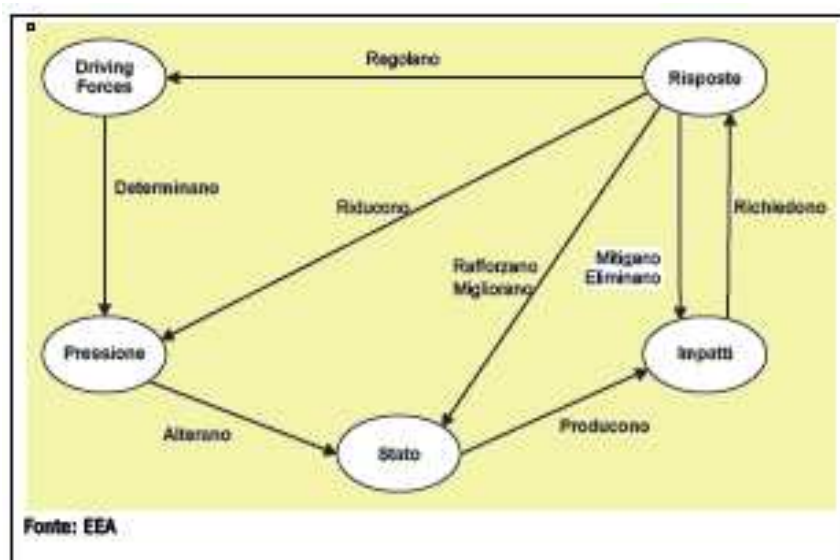 Driving
Forces
Regolano
Risposte
Determinano
Riducono
Rafforzano
Migliorano
Mitigano
Eliminano
Richiedono
Pressione
Impatti
Alterano
Stato
Producono
Fonte: EEA